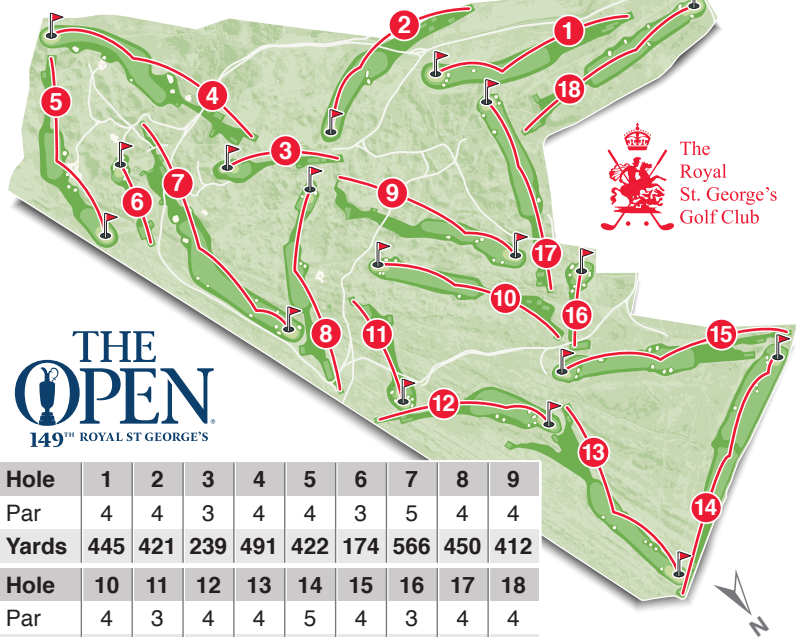 2
1
18
4
5
3
7
6
9
The
Royal
St. George's
Golf Club
17
10
16
8
11
15
12
13
14
THE
OPEN
149TH ROYAL ST GEORGE'S
N
Hole 1 2 3 4 5 6 7 8 9
Par 4 4 3 4 4 3 5 4 4
Yards 445 421 239 491 422 174 566 450 412
Hole 10 11 12 13 14 15 16 17 18
Par 4 3 4 4 5 4 3 4 4